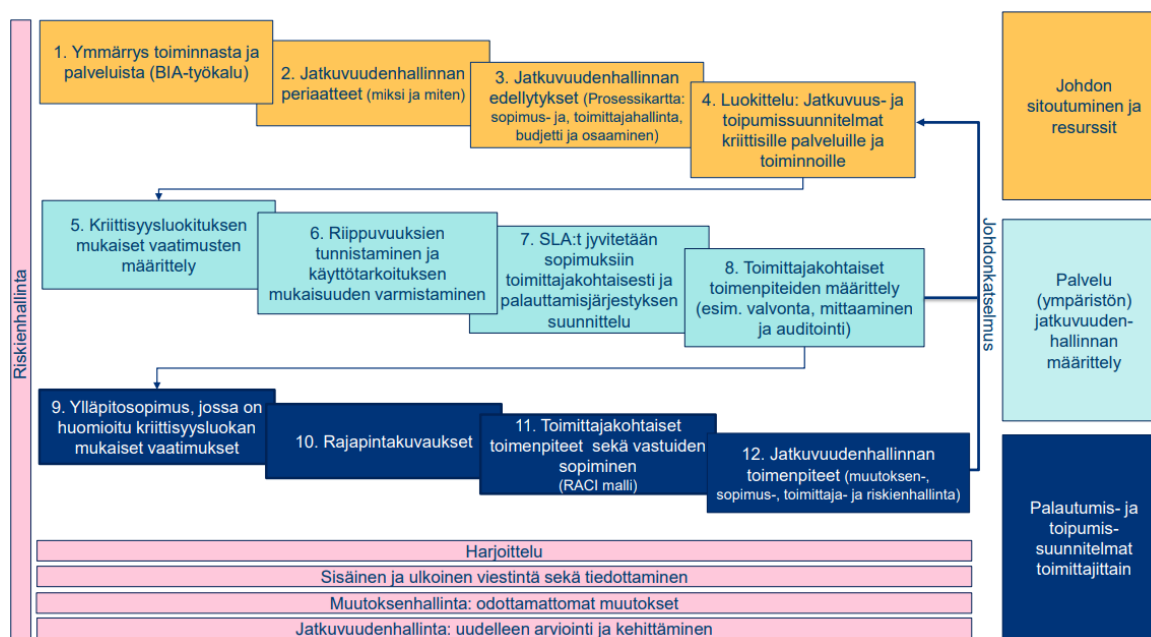 Riskienhallinta
1. Ymmärrys toiminnasta ja
palveluista (BIA-työkalu)
2. Jatkuvuudenhallinnan
periaatteet (miksi ja miten)
3. Jatkuvuudenhallinnan
edellytykset (Prosessikartta:
sopimus- ja, toimittajahallinta,
budjetti ja osaaminen)
4. Luokittelu: Jatkuvuus- ja
toipumissuunnitelmat
kriittisille palveluille ja
toiminnoille
Johdon
sitoutuminen ja
resurssit
5. Kriittisyysluokituksen
mukaiset vaatimusten
määrittely
6. Riippuvuuksien
tunnistaminen ja
käyttötarkoituksen
mukaisuuden varmistaminen
7. SLA:t jyvitetään
sopimuksiin
toimittajakohtaisesti ja
palauttamisjärjestyksen
suunnittelu
8. Toimittajakohtaiset
toimenpiteiden määrittely
(esim. valvonta, mittaaminen
ja auditointi)
Johdonkatselmus
Palvelu
(ympäristön)
jatkuvuuden-
hallinnan
määrittely
9. Ylläpitosopimus, jossa on
huomioitu kriittisyysluokan
mukaiset vaatimukset
10. Rajapintakuvaukset
11. Toimittajakohtaiset
toimenpiteet sekä vastuiden
sopiminen
(RACI malli)
12. Jatkuvuudenhallinnan
toimenpiteet (muutoksen-,
sopimus-, toimittaja- ja riskienhallinta)
Palautumis- ja
toipumis-
suunnitelmat
toimittajittain
Harjoittelu
Sisäinen ja ulkoinen viestintä sekä tiedottaminen
Muutoksenhallinta: odottamattomat muutokset
Jatkuvuudenhallinta: uudelleen arviointi ja kehittäminen